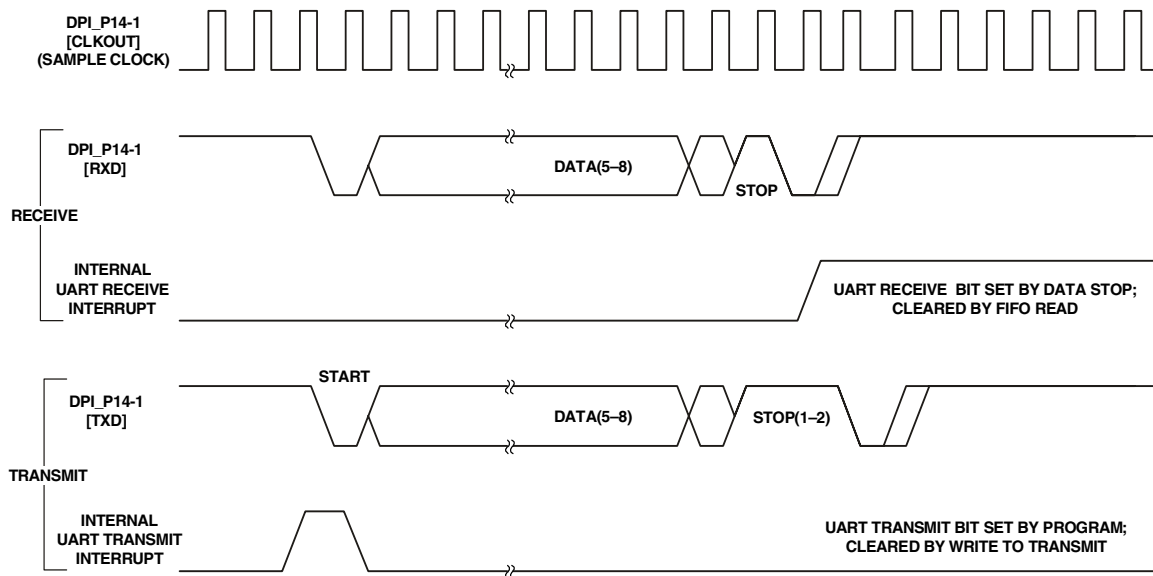 DPI_P14-1
[CLKOUT]
(SAMPLE CLOCK)
DPI_P14-1
[RXD]
DATA(5–8)
STOP
RECEIVE
INTERNAL
UART RECEIVE
INTERRUPT
UART RECEIVE BIT SET BY DATA STOP;
CLEARED BY FIFO READ
START
DPI_P14-1
[TXD]
DATA(5–8)
STOP(1–2)
TRANSMIT
INTERNAL
UART TRANSMIT
INTERRUPT
UART TRANSMIT BIT SET BY PROGRAM;
CLEARED BY WRITE TO TRANSMIT